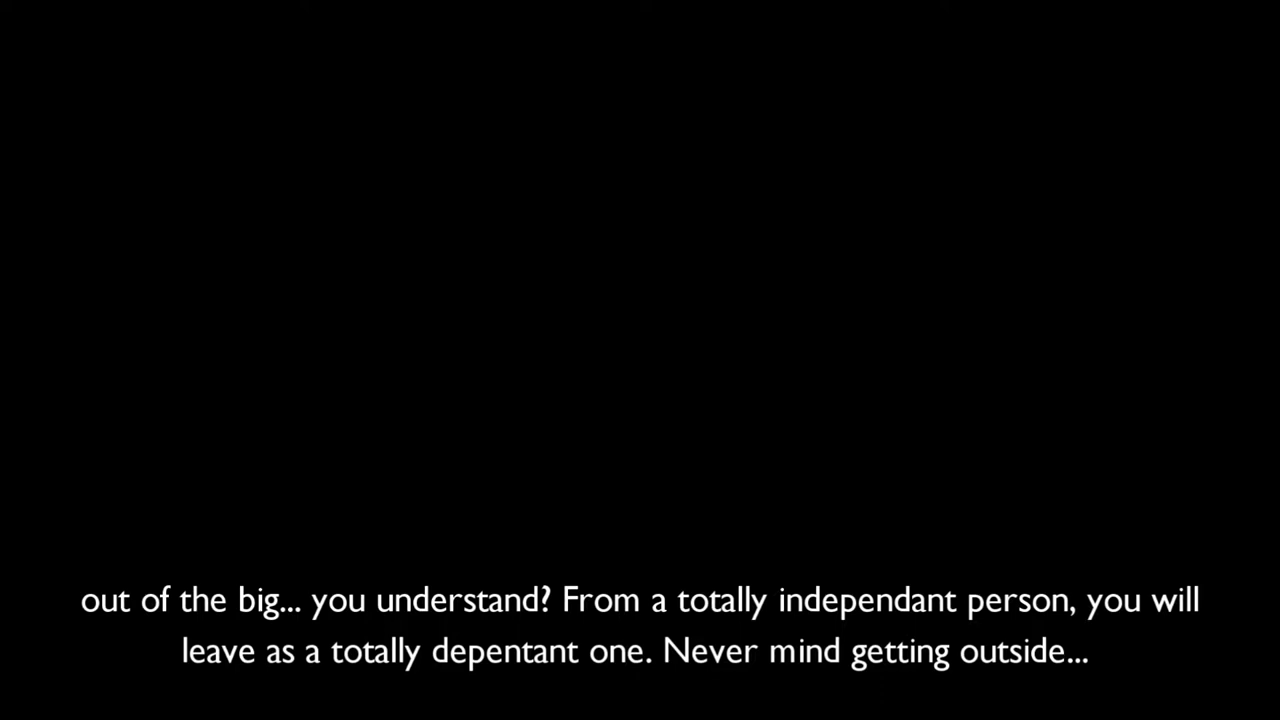 out of the big... you understand? From a totally independant person, you will
leave as a totally depentant one. Never mind getting outside...